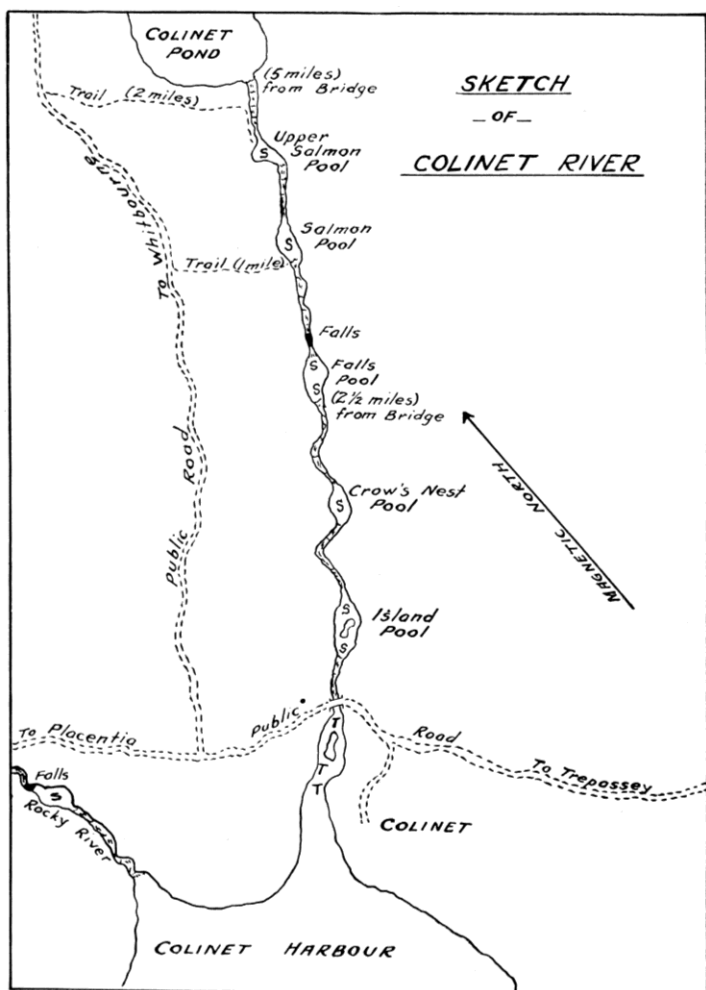 COLINET
POND
(5 miles)
from Bridge
SKETCH
_ OF _
COLINET RIVER
Trail (2 miles)
Upper
Salmon
Pool
S
To Whitbourne
Salmon
Pool
S
Trail (1 mile)
Falls
Falls
Pool
S
S
(2½ miles)
from Bridge
MAGNETIC NORTH
Public Road
Crow's Nest
Pool
S
Island
Pool
S
S
To Placentia
Public
Road
To Trepassey
T
T
T
COLINET
Falls
S
Rocky River
COLINET HARBOUR